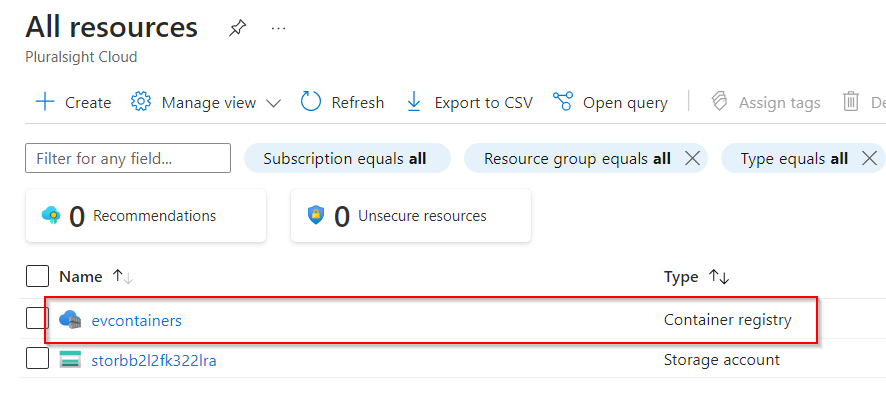 All resources
Pluralsight Cloud
Create Manage view Refresh Export to CSV Open query Assign tags De
Filter for any field... Subscription equals all Resource group equals all Type equals all
0 Recommendations 0 Unsecure resources
Name Type
evcontainers Container registry
storbb2l2fk322lra Storage account